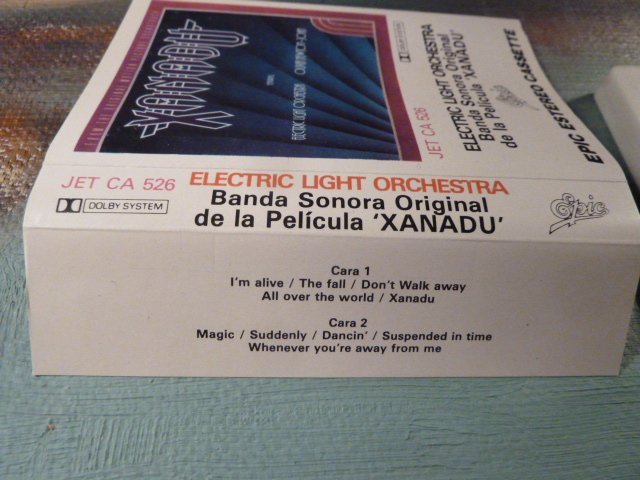 XANADU
JET CA 526
ELECTRIC LIGHT ORCHESTRA
Banda Sonora Original
de la Película 'XANADU'
EPIC ESTEREO CASSETTE
JET CA 526
DOLBY SYSTEM
ELECTRIC LIGHT ORCHESTRA
Banda Sonora Original
de la Película 'XANADU'
Epic
Cara 1
I'm alive / The fall / Don't Walk away
All over the world / Xanadu
Cara 2
Magic / Suddenly / Dancin' / Suspended in time
Whenever you're away from me